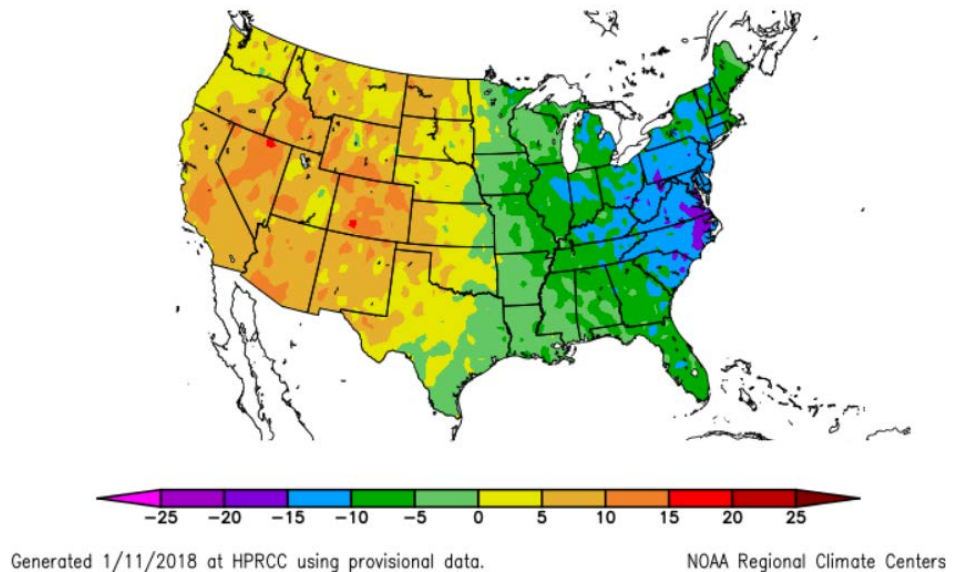 -25 -20 -15 -10 -5 0 5 10 15 20 25
Generated 1/11/2018 at HPRCC using provisional data.
NOAA Regional Climate Centers